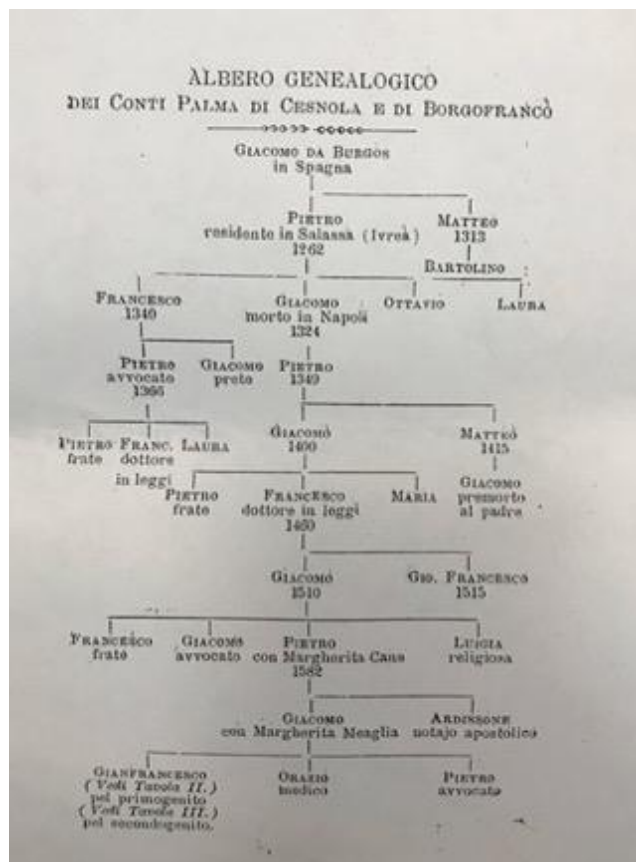 ALBERO GENEALOGICO
DEI CONTI PALMA DI CESNOLA E DI BORGOFRANCO
GIACOMO DA BURGOS
in Spagna
PIETRO MATTEO
residente in Salassa (Ivrea) 1313
1262
BARTOLINO
FRANCESCO GIACOMO OTTAVIO LAURA
1340 morto in Napoli
1324
PIETRO GIACOMO PIETRO
avvocato prete 1349
1366
GIACOMO MATTEO
1400 1415
PIETRO FRANC. LAURA
frate dottore
in leggi
GIACOMO
PIETRO FRANCESCO MARIA premorto
frate dottore in leggi al padre
1460
GIACOMO GIO. FRANCESCO
1510 1515
FRANCESCO GIACOMO PIETRO LUIGIA
frate avvocato con Margherita Cane religiosa
1582
GIACOMO ARDISSONE
con Margherita Meaglia notajo apostolico
GIANFRANCESCO ORAZIO PIETRO
(Vedi Tavola II.) medico avvocato
pel primogenito
(Vedi Tavola III.)
pel secondogenito.